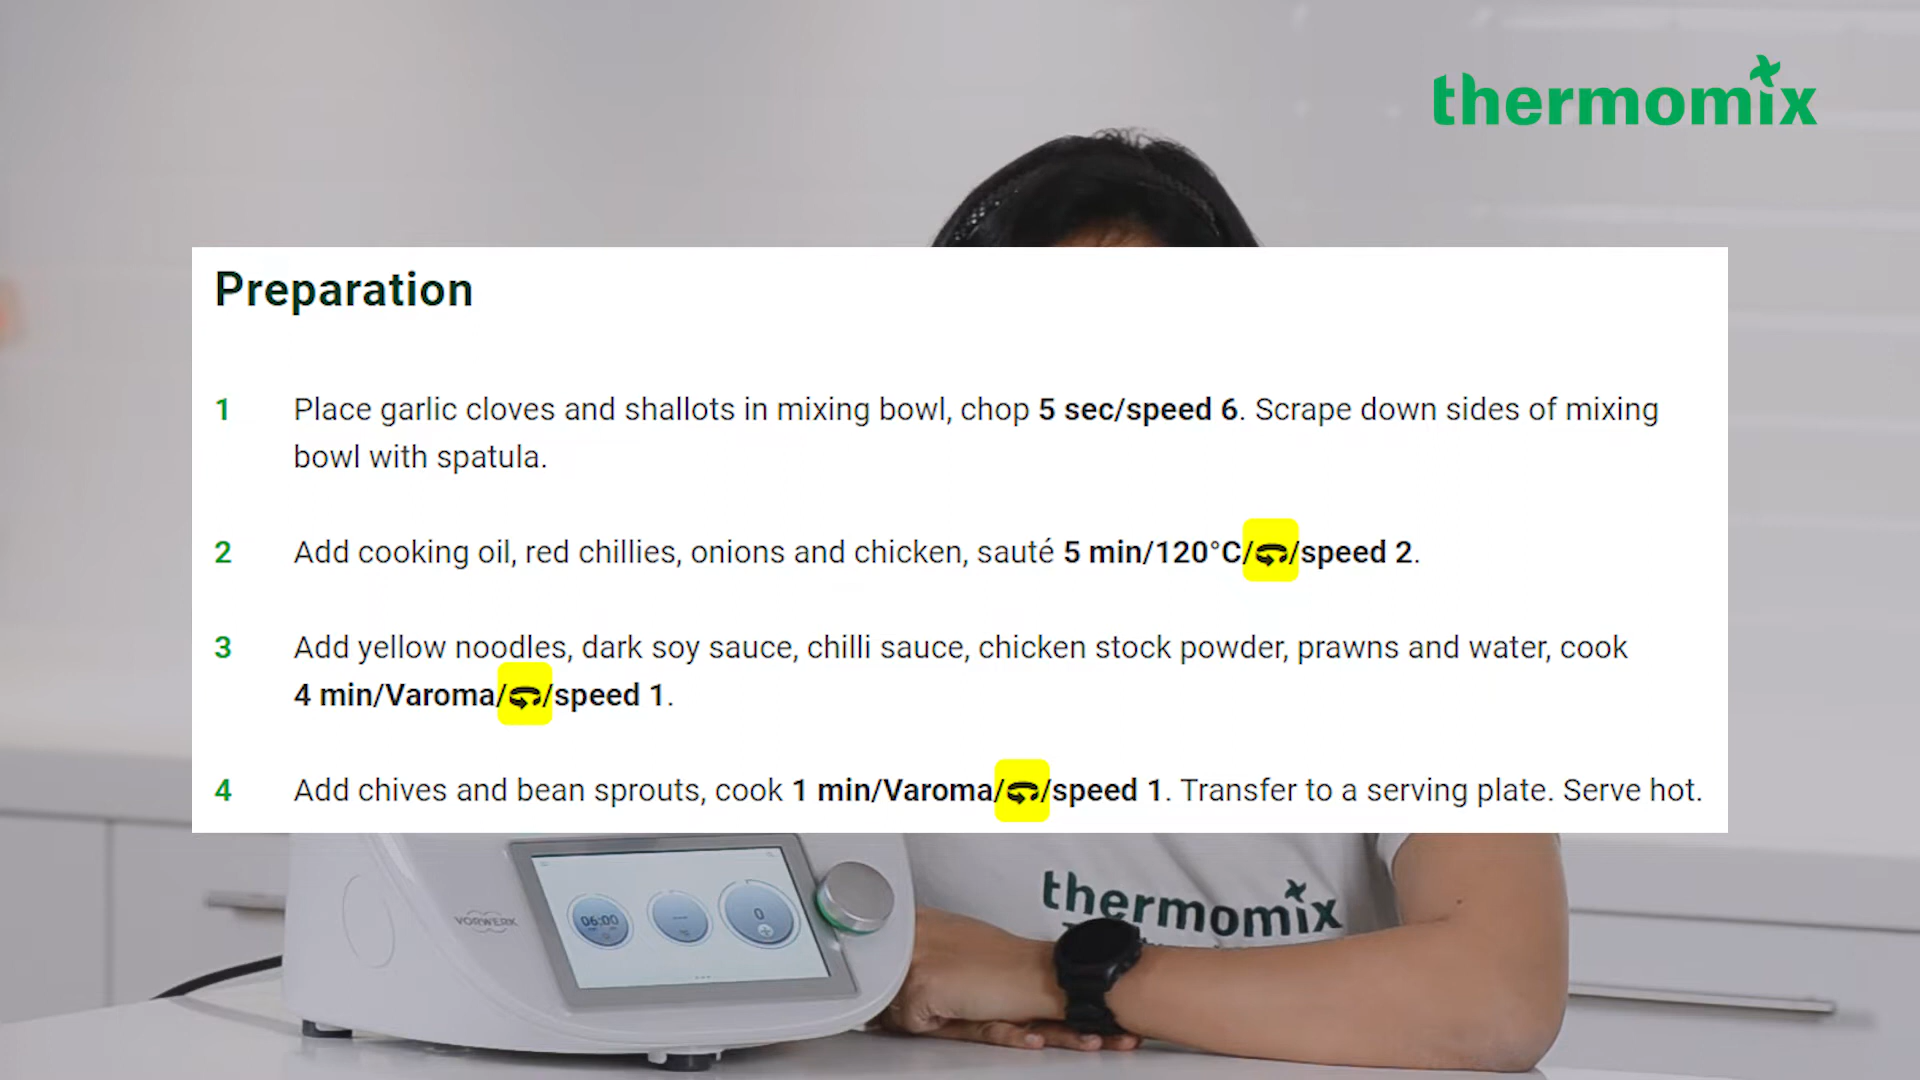 thermomix
Preparation
1 Place garlic cloves and shallots in mixing bowl, chop 5 sec/speed 6. Scrape down sides of mixing
bowl with spatula.
2 Add cooking oil, red chillies, onions and chicken, sauté 5 min/120°C/⟲/speed 2.
3 Add yellow noodles, dark soy sauce, chilli sauce, chicken stock powder, prawns and water, cook
4 min/Varoma/⟲/speed 1.
4 Add chives and bean sprouts, cook 1 min/Varoma/⟲/speed 1. Transfer to a serving plate. Serve hot.
VORWERK
06:00
0
thermomix